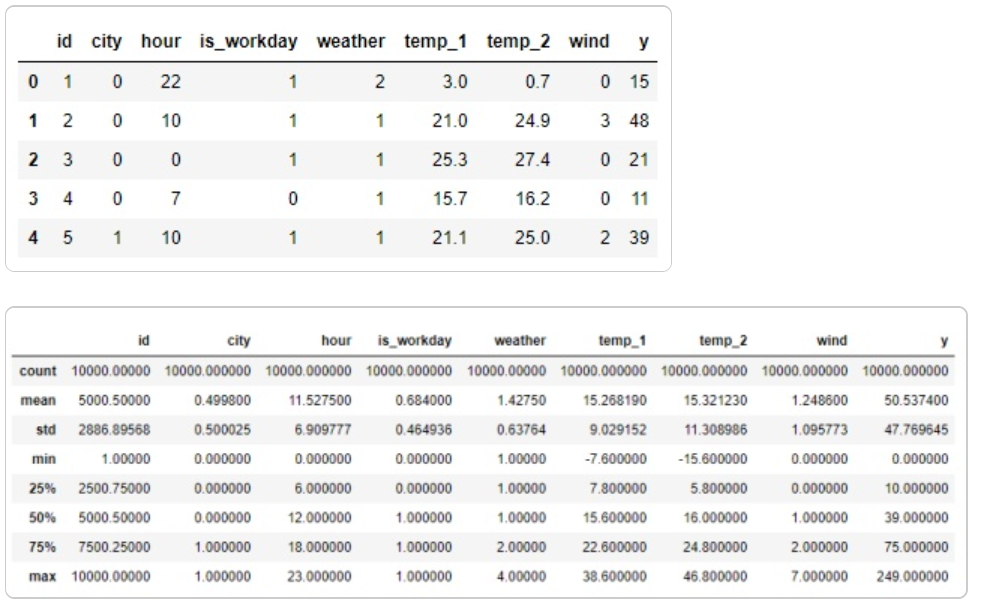 id city hour is_workday weather temp_1 temp_2 wind y
0 1 0 22 1 2 3.0 0.7 0 15
1 2 0 10 1 1 21.0 24.9 3 48
2 3 0 0 1 1 25.3 27.4 0 21
3 4 0 7 0 1 15.7 16.2 0 11
4 5 1 10 1 1 21.1 25.0 2 39
id city hour is_workday weather temp_1 temp_2 wind y
count 10000.00000 10000.000000 10000.000000 10000.000000 10000.00000 10000.000000 10000.000000 10000.000000 10000.000000
mean 5000.50000 0.499800 11.527500 0.684000 1.42750 15.268190 15.321230 1.248600 50.537400
std 2886.89568 0.500025 6.909777 0.464936 0.63764 9.029152 11.308986 1.095773 47.769645
min 1.00000 0.000000 0.000000 0.000000 1.00000 -7.600000 -15.600000 0.000000 0.000000
25% 2500.75000 0.000000 6.000000 0.000000 1.00000 7.800000 5.800000 0.000000 10.000000
50% 5000.50000 0.000000 12.000000 1.000000 1.00000 15.600000 16.000000 1.000000 39.000000
75% 7500.25000 1.000000 18.000000 1.000000 2.00000 22.600000 24.800000 2.000000 75.000000
max 10000.00000 1.000000 23.000000 1.000000 4.00000 38.600000 46.800000 7.000000 249.000000